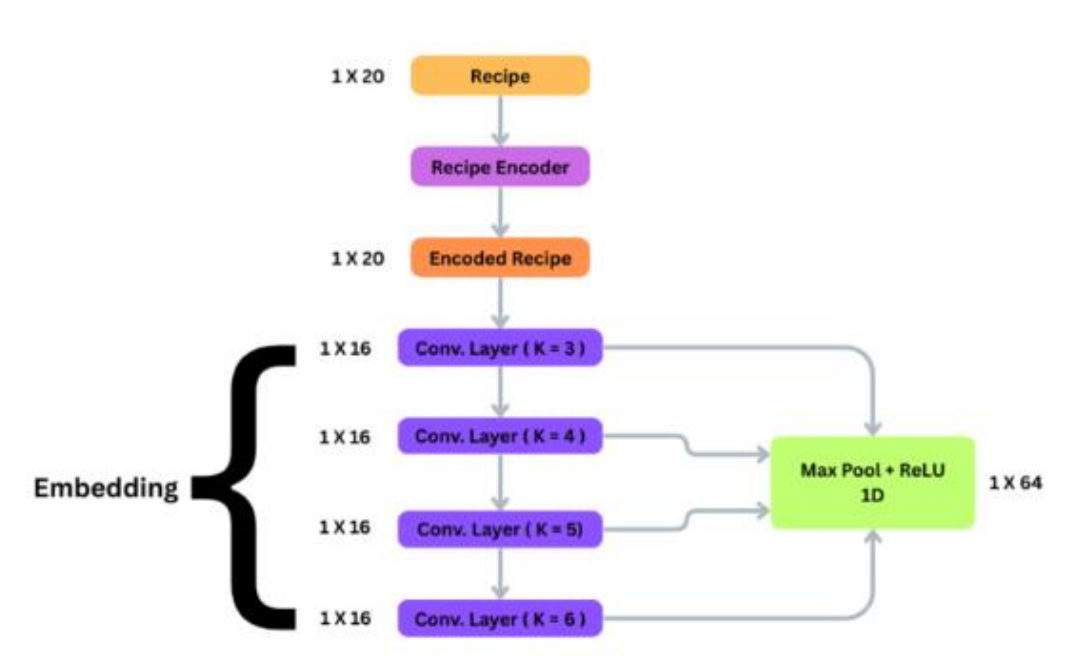 1 X 20
Recipe
Recipe Encoder
1 X 20
Encoded Recipe
1 X 16
Conv. Layer ( K = 3 )
1 X 16
Conv. Layer ( K = 4 )
Max Pool + ReLU
1D
1 X 64
Embedding
1 X 16
Conv. Layer ( K = 5)
1 X 16
Conv. Layer ( K = 6 )